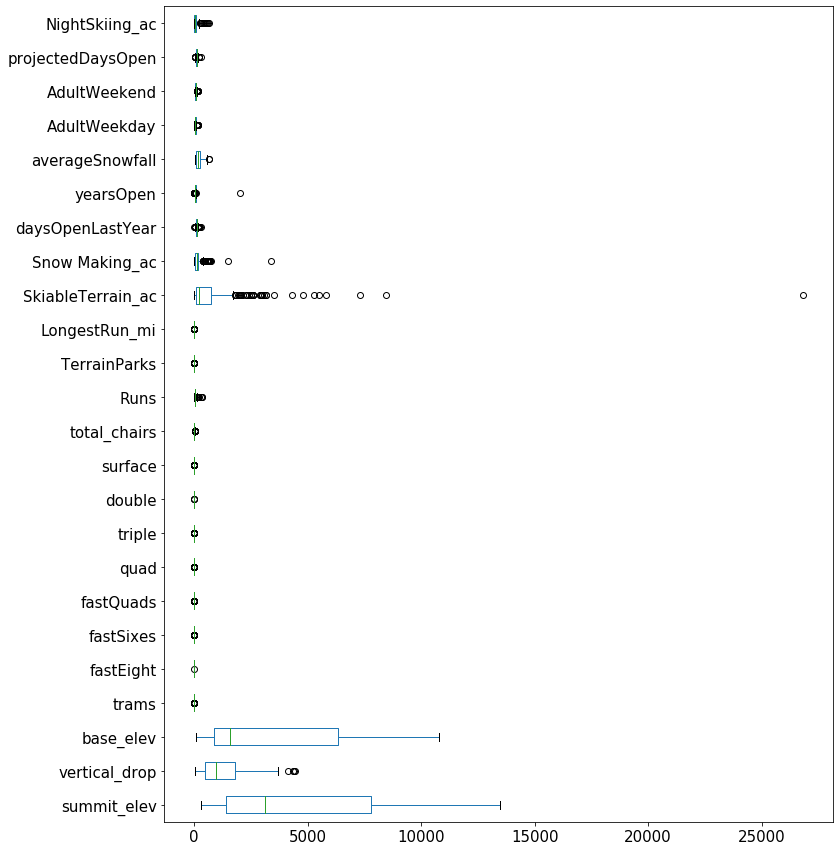 NightSkiing_ac
projectedDaysOpen
AdultWeekend
AdultWeekday
averageSnowfall
yearsOpen
daysOpenLastYear
Snow Making_ac
SkiableTerrain_ac
LongestRun_mi
TerrainParks
Runs
total_chairs
surface
double
triple
quad
fastQuads
fastSixes
fastEight
trams
base_elev
vertical_drop
summit_elev
0 5000 10000 15000 20000 25000